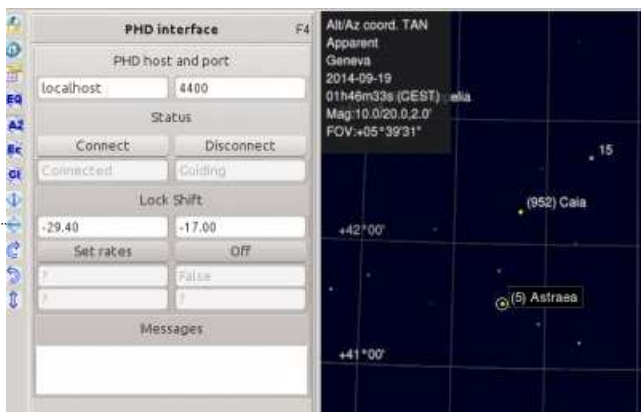 PHD interface
F4
PHD host and port
localhost
4400
Status
Connect
Disconnect
Connected
Guiding
Lock Shift
-29.40
-17.00
Set rates
Off
?
False
?
?
Messages
EQ
AZ
Ec
Gl
Alt/Az coord. TAN
Apparent
Geneva
2014-09-19
01h46m33s (CEST)
Mag:10.0/20.0,2.0'
FOV:+05°39'31"
elia
15
(952) Caia
+42°00'
(5) Astraea
+41°00'